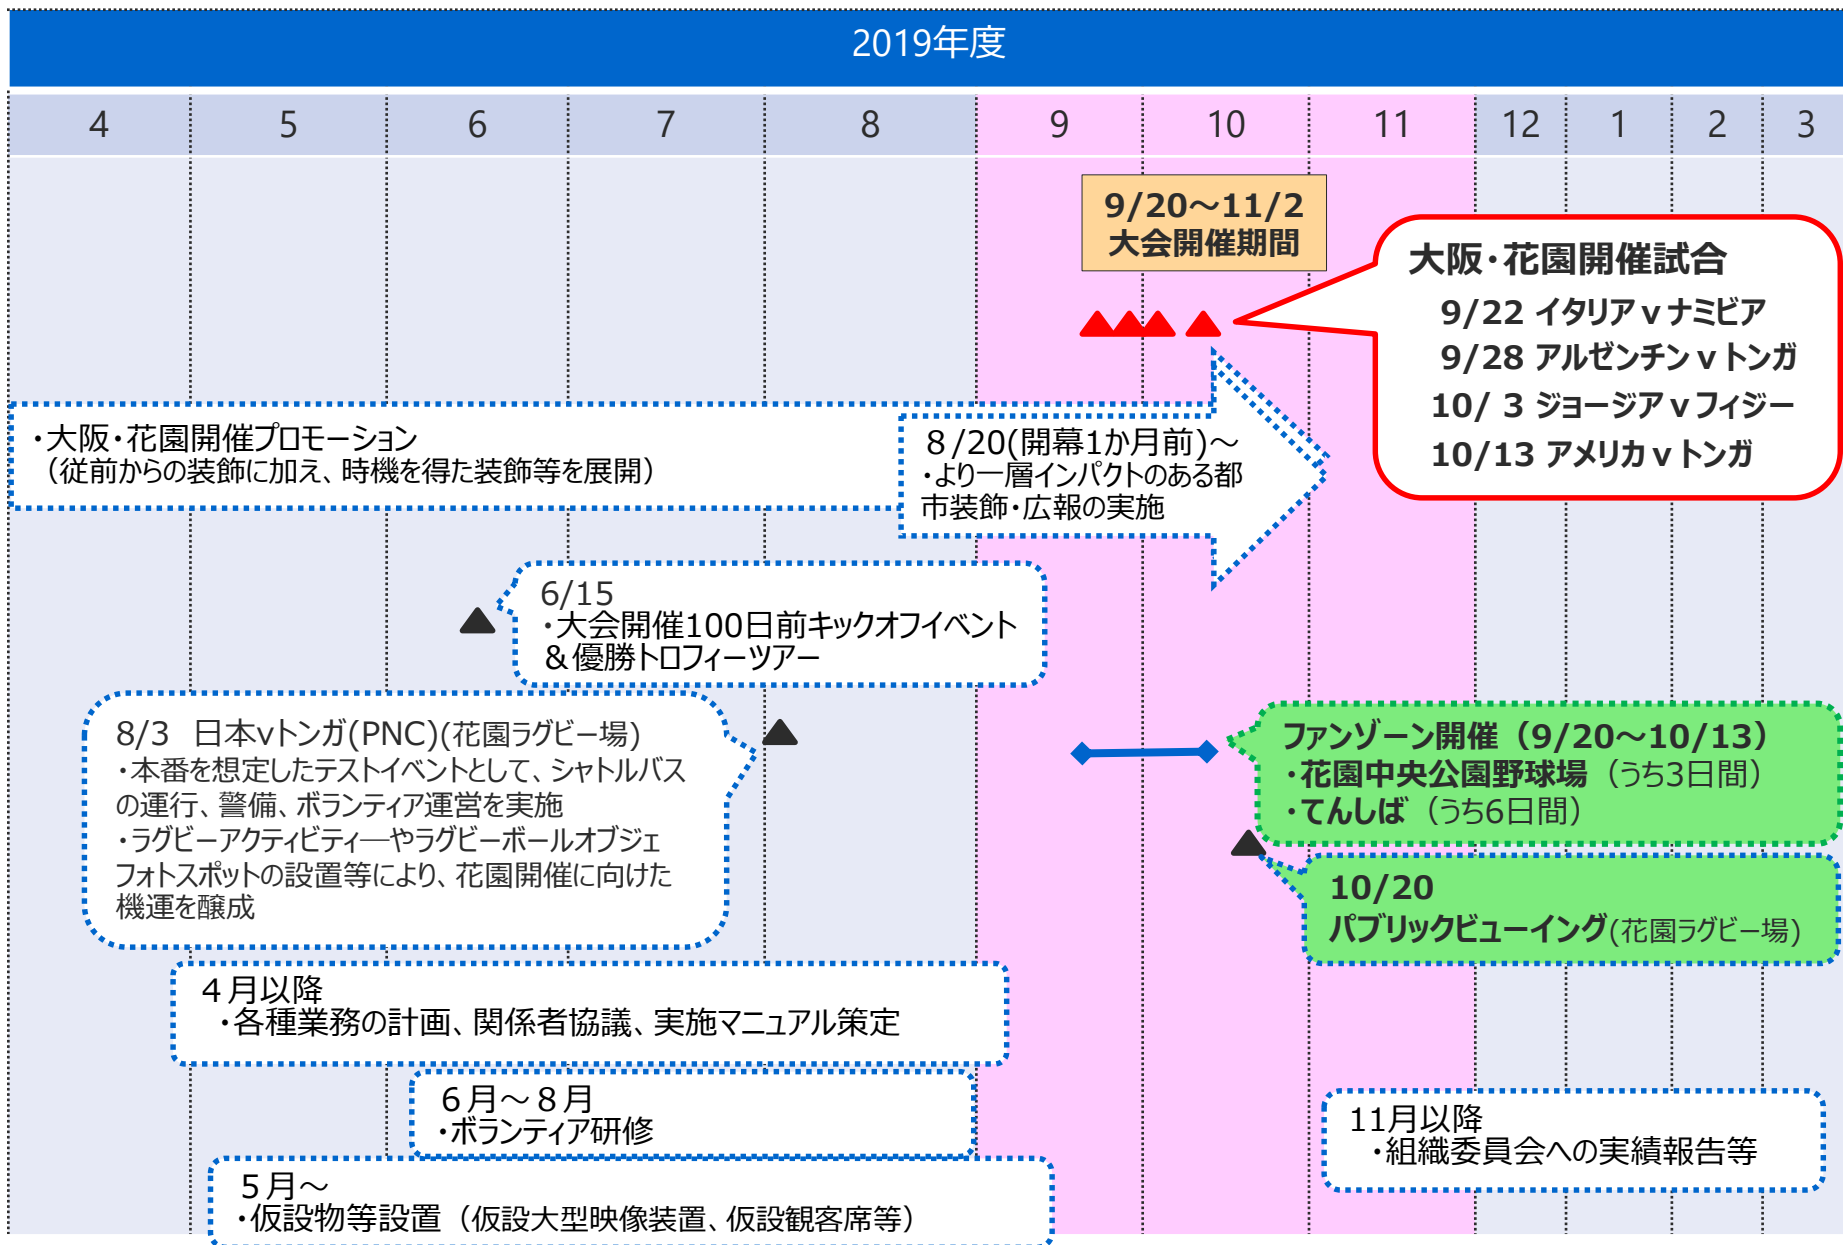 2019年度
4 5 6 7 8 9 10 11 12 1 2 3
9/20～11/2
大会開催期間
大阪・花園開催試合
9/22 イタリア v ナミビア
9/28 アルゼンチン v トンガ
10/ 3 ジョージア v フィジー
10/13 アメリカ v トンガ
・大阪・花園開催プロモーション
（従前からの装飾に加え、時機を得た装飾等を展開）
８/20(開幕1か月前)～
・より一層インパクトのある都
市装飾・広報の実施
6/15
・大会開催100日前キックオフイベント
＆優勝トロフィーツアー
8/3　日本vトンガ(PNC)(花園ラグビー場)
・本番を想定したテストイベントとして、シャトルバス
の運行、警備、ボランティア運営を実施
・ラグビーアクティビティ―やラグビーボールオブジェ
フォトスポットの設置等により、花園開催に向けた
機運を醸成
ファンゾーン開催（9/20～10/13）
・花園中央公園野球場（うち3日間）
・てんしば（うち6日間）
10/20
パブリックビューイング(花園ラグビー場)
４月以降
・各種業務の計画、関係者協議、実施マニュアル策定
６月～８月
・ボランティア研修
11月以降
・組織委員会への実績報告等
５月～
・仮設物等設置（仮設大型映像装置、仮設観客席等）